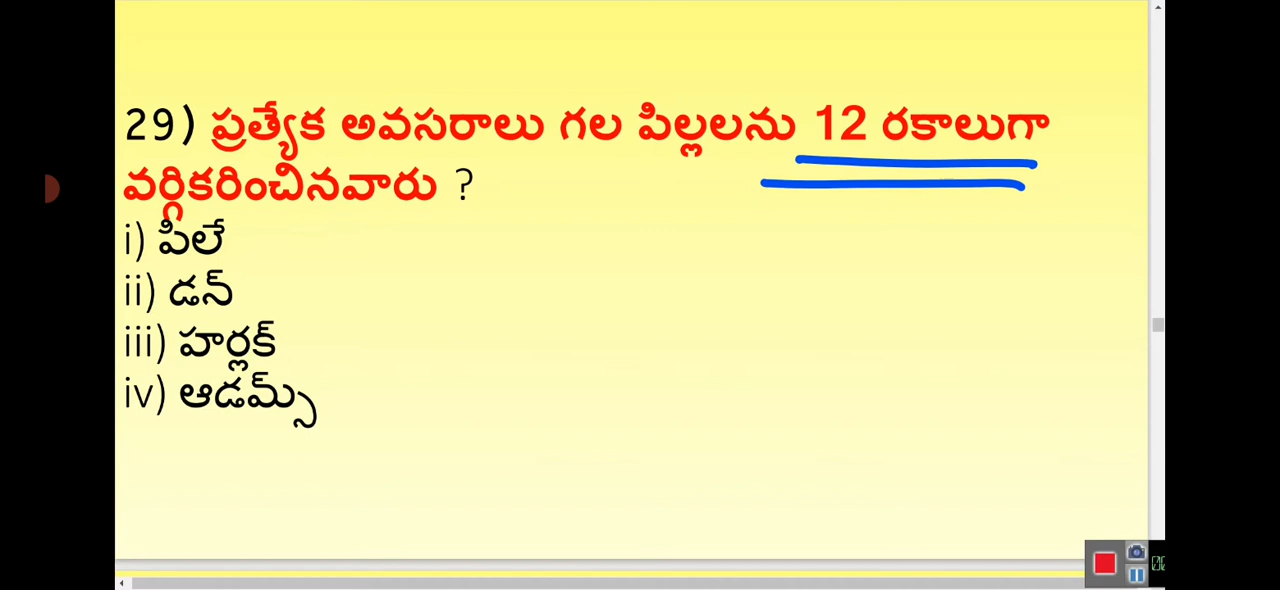 29) ప్రత్యేక అవసరాలు గల పిల్లలను 12 రకాలుగా
వర్గికరించినవారు ?
i) పిలే
ii) డన్
iii) హర్లక్
iv) ఆడమ్స్